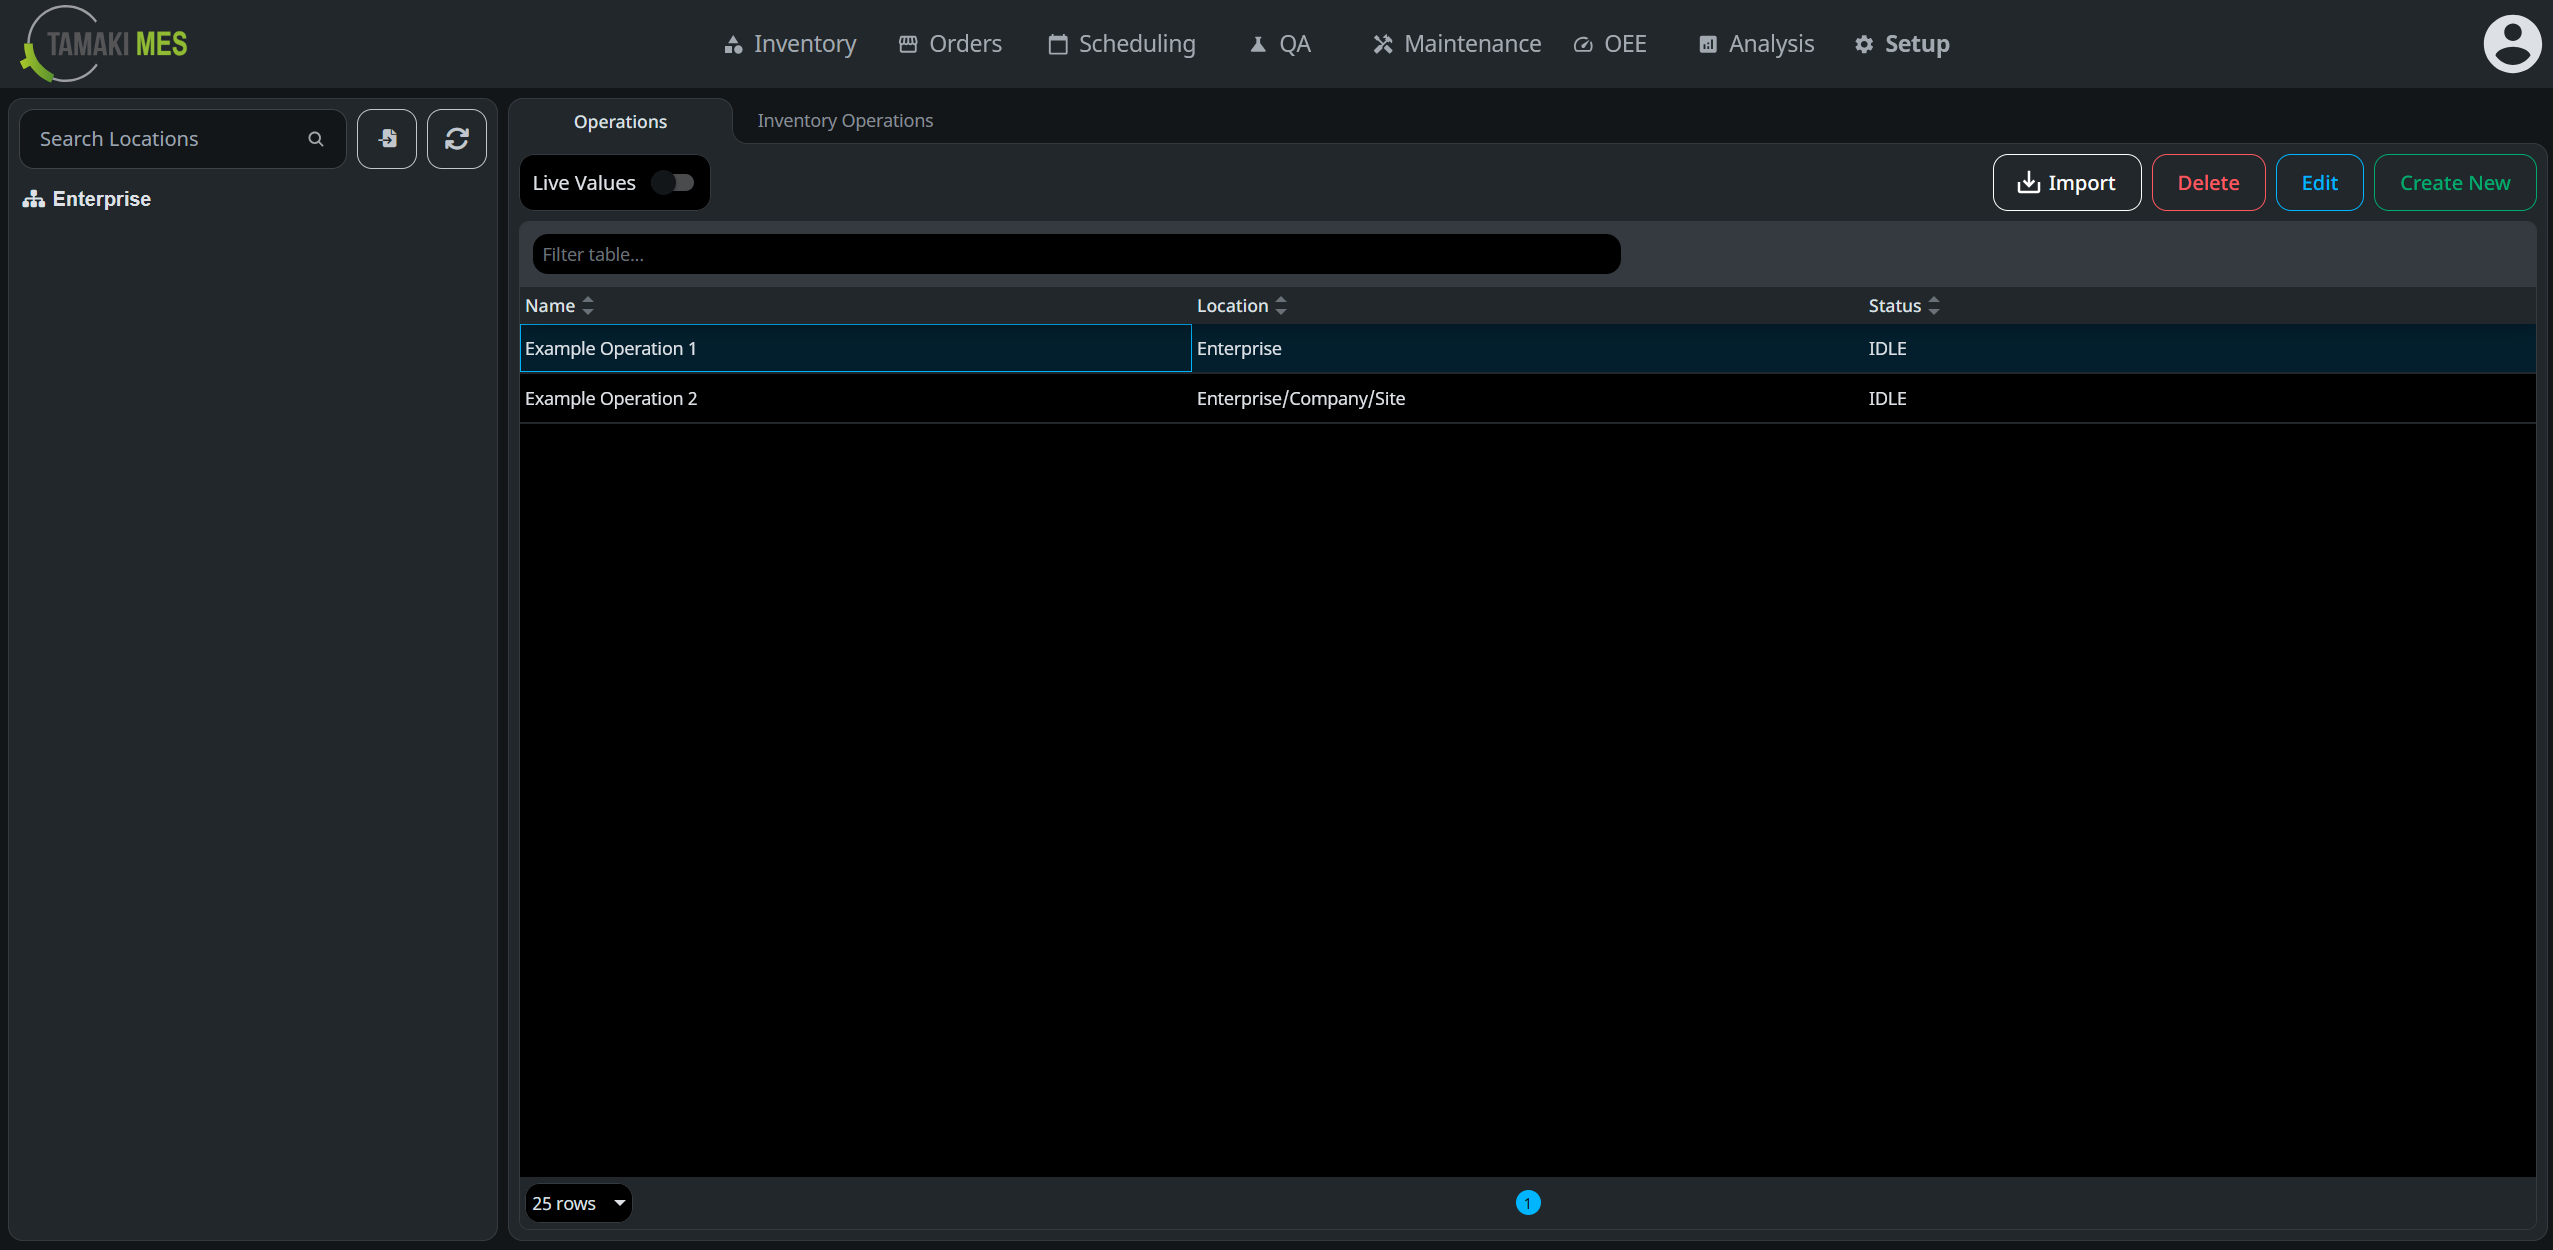 TAMAKI MES
Inventory
Orders
Scheduling
QA
Maintenance
OEE
Analysis
Setup
Search Locations
Enterprise
Operations
Inventory Operations
Live Values
Import
Delete
Edit
Create New
Filter table...
Name Location Status
Example Operation 1 Enterprise IDLE
Example Operation 2 Enterprise/Company/Site IDLE
25 rows
1